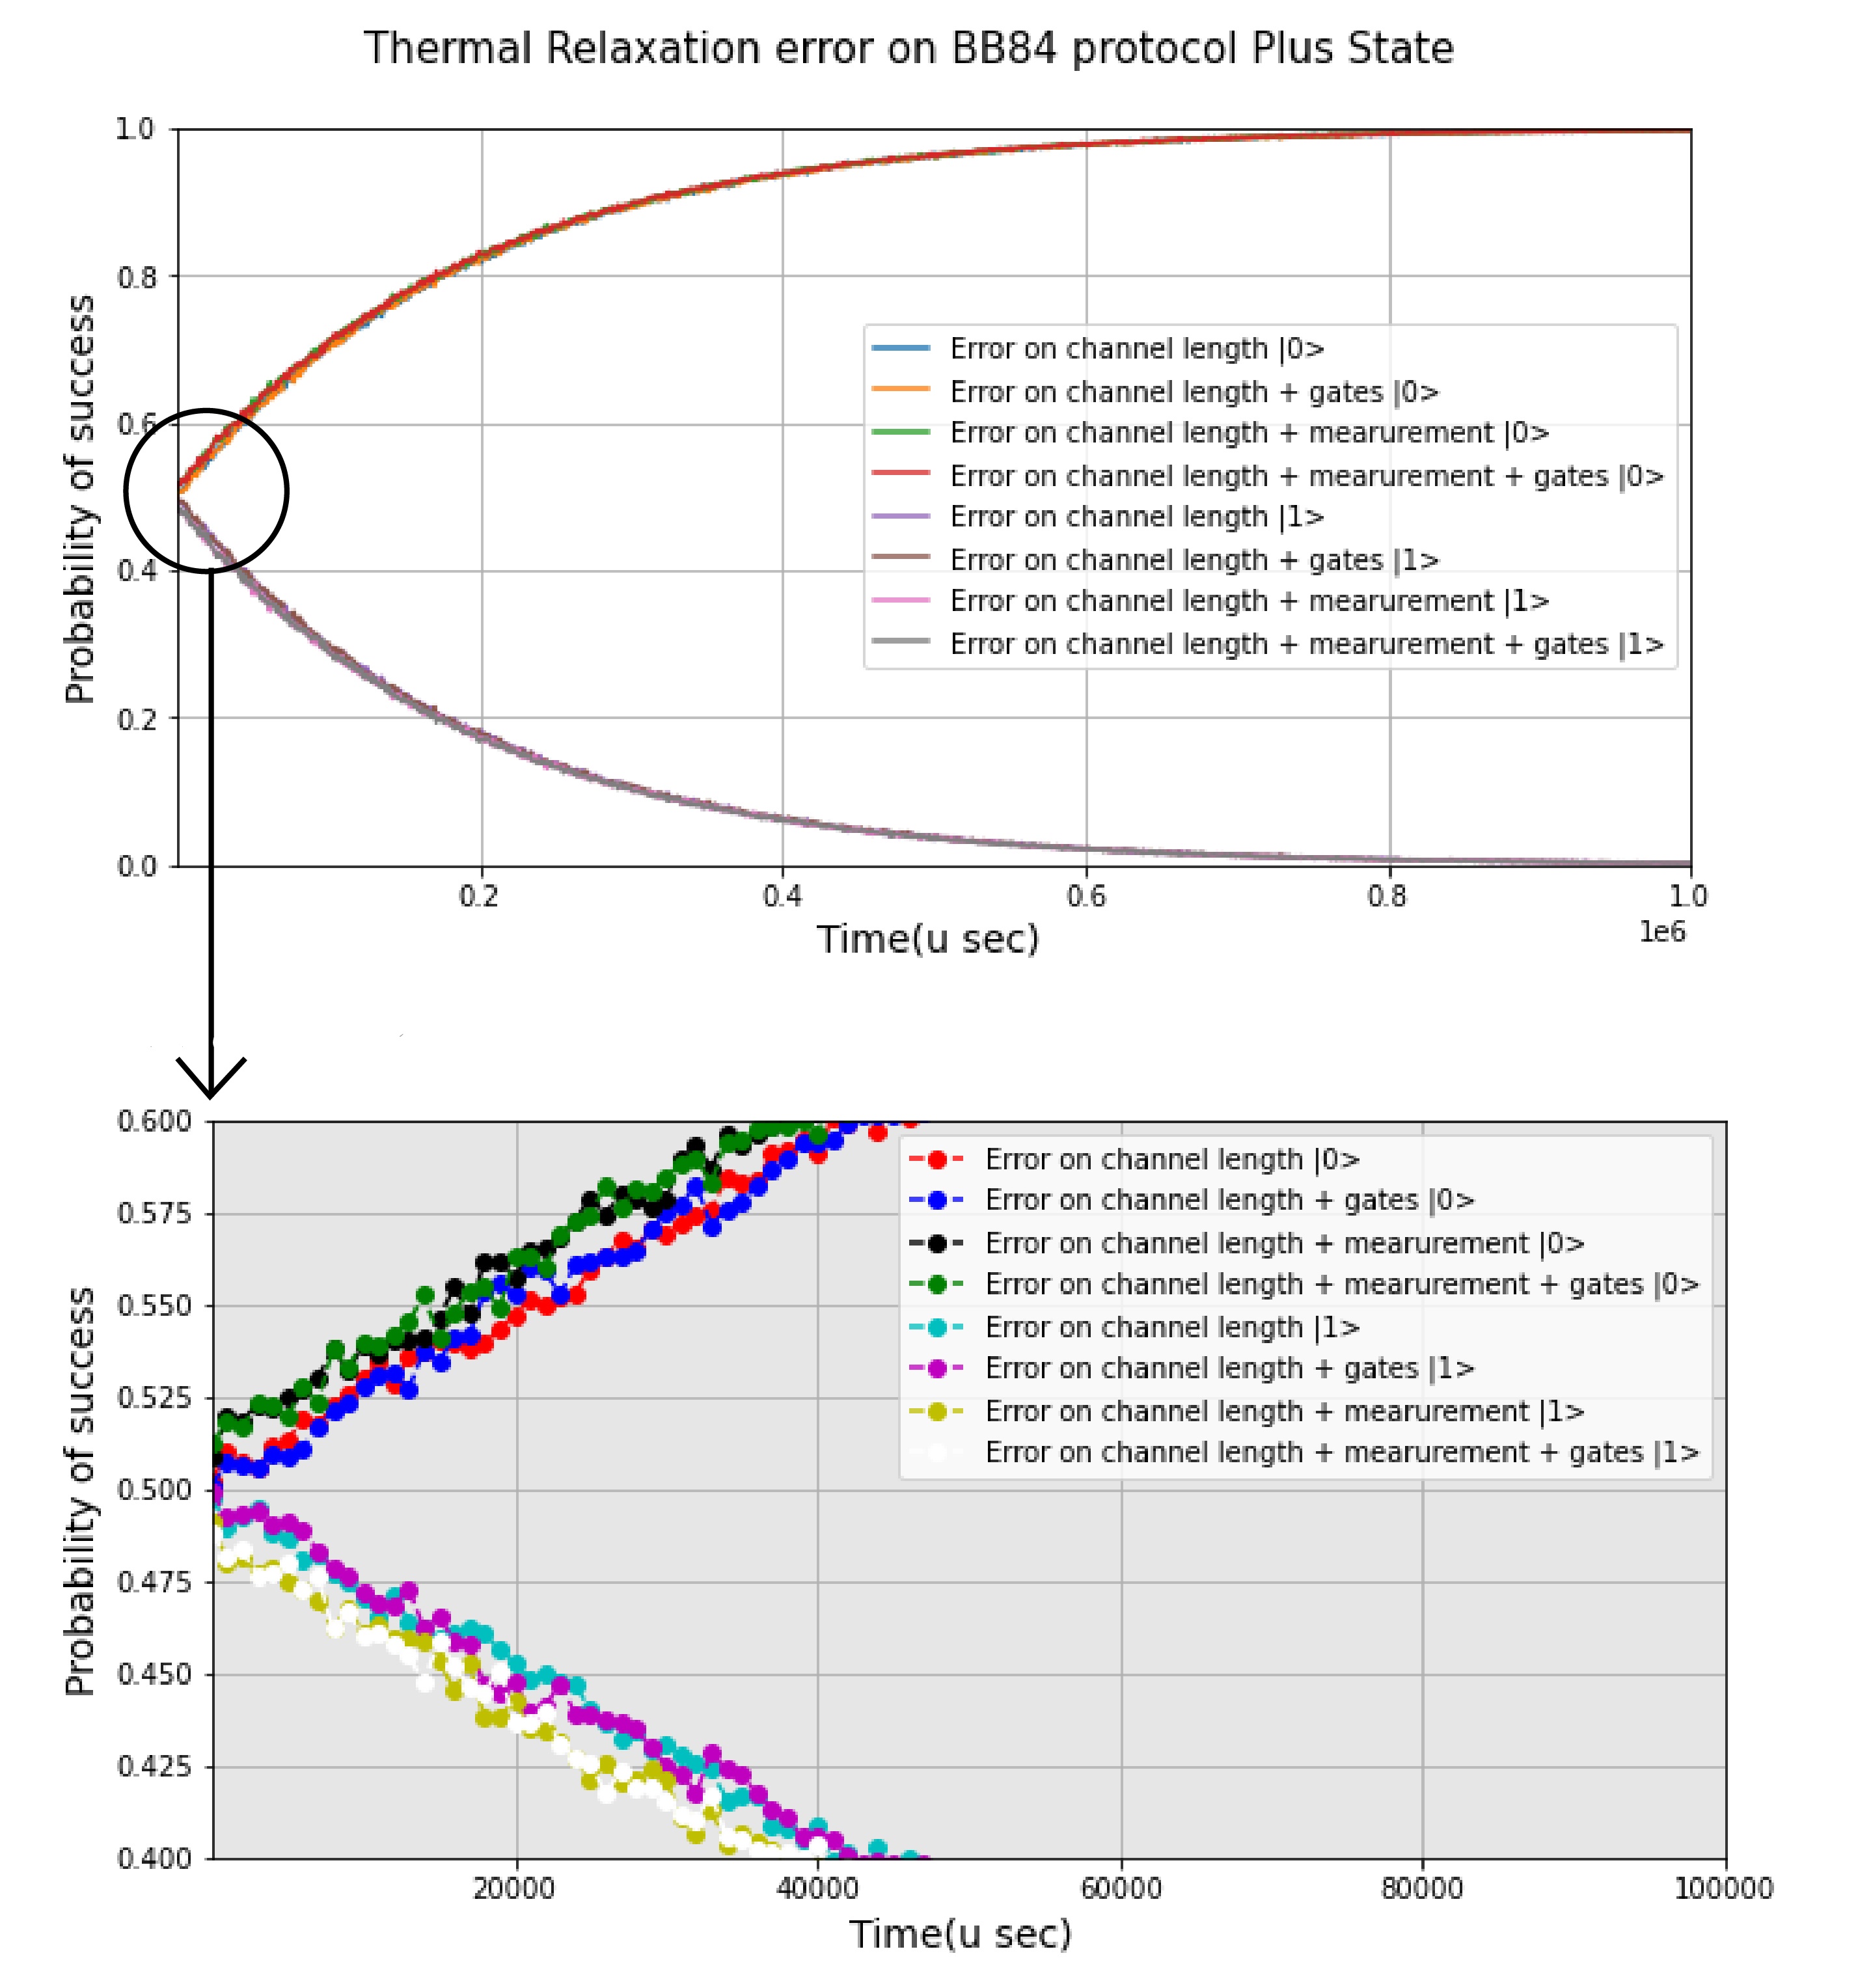 Thermal Relaxation error on BB84 protocol Plus State
1.0
0.8
0.6
0.4
0.2
0.0
Probability of success
Error on channel length |0>
Error on channel length + gates |0>
Error on channel length + mearurement |0>
Error on channel length + mearurement + gates |0>
Error on channel length |1>
Error on channel length + gates |1>
Error on channel length + mearurement |1>
Error on channel length + mearurement + gates |1>
0.2 0.4 0.6 0.8 1.0
1e6
Time(u sec)
0.600
0.575
0.550
0.525
0.500
0.475
0.450
0.425
0.400
Probability of success
Error on channel length |0>
Error on channel length + gates |0>
Error on channel length + mearurement |0>
Error on channel length + mearurement + gates |0>
Error on channel length |1>
Error on channel length + gates |1>
Error on channel length + mearurement |1>
Error on channel length + mearurement + gates |1>
20000 40000 60000 80000 100000
Time(u sec)